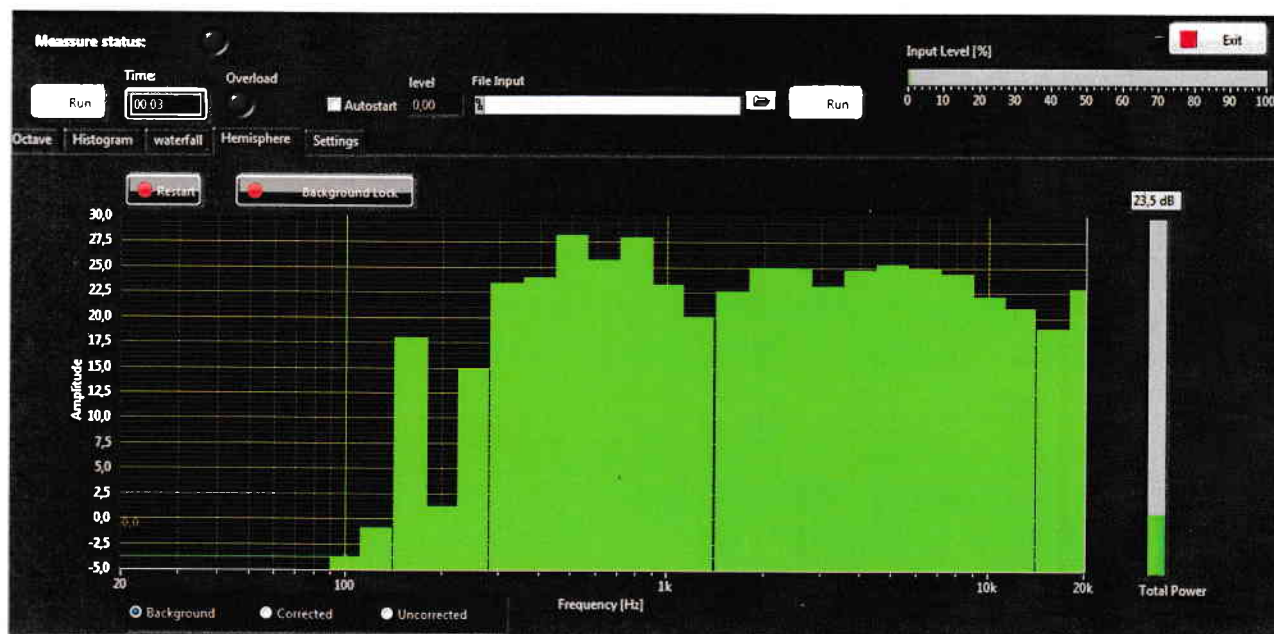 Meassure status:
Exit
Input Level [%]
Time:
Overload
level
File Input
Run
00:03
Autostart
0,00
Run
0 10 20 30 40 50 60 70 80 90 100
Octave Histogram waterfall Hemisphere Settings
Restart
Background Lock
23,5 dB
30,0
27,5
25,0
22,5
20,0
17,5
15,0
12,5
10,0
7,5
5,0
2,5
0,0
-2,5
-5,0
Amplitude
0,0
20 100 1k 10k 20k
Frequency [Hz]
Total Power
Background Corrected Uncorrected